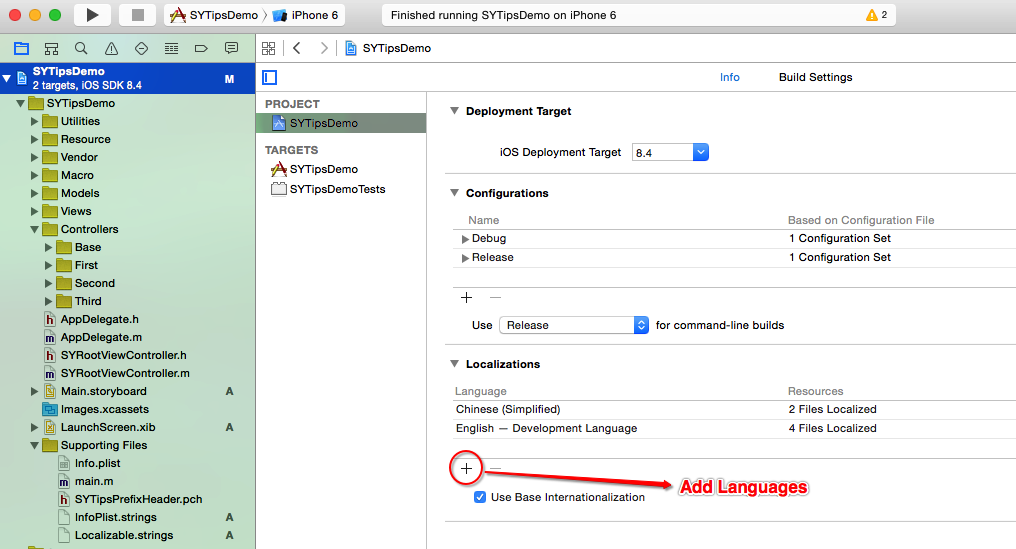 SYTipsDemo iPhone 6
Finished running SYTipsDemo on iPhone 6
2
SYTipsDemo
SYTipsDemo
2 targets, iOS SDK 8.4
M
SYTipsDemo
Utilities
Resource
Vendor
Macro
Models
Views
Controllers
Base
First
Second
Third
h AppDelegate.h
m AppDelegate.m
h SYRootViewController.h
m SYRootViewController.m
Main.storyboard A
Images.xcassets
LaunchScreen.xib A
Supporting Files
Info.plist
m main.m
h SYTipsPrefixHeader.pch
InfoPlist.strings A
Localizable.strings A
Info Build Settings
PROJECT
SYTipsDemo
TARGETS
SYTipsDemo
SYTipsDemoTests
Deployment Target
iOS Deployment Target 8.4
Configurations
Name Based on Configuration File
Debug 1 Configuration Set
Release 1 Configuration Set
Use Release for command-line builds
Localizations
Language Resources
Chinese (Simplified) 2 Files Localized
English — Development Language 4 Files Localized
Add Languages
Use Base Internationalization